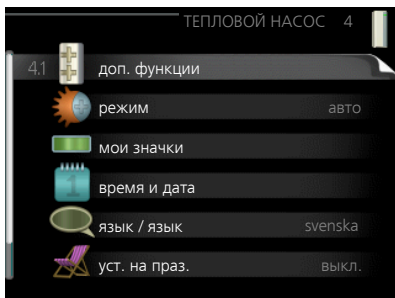 ТЕПЛОВОЙ НАСОС 4
4.1 доп. функции
режим авто
мои значки
1
время и дата
язык / язык svenska
уст. на праз. выкл.